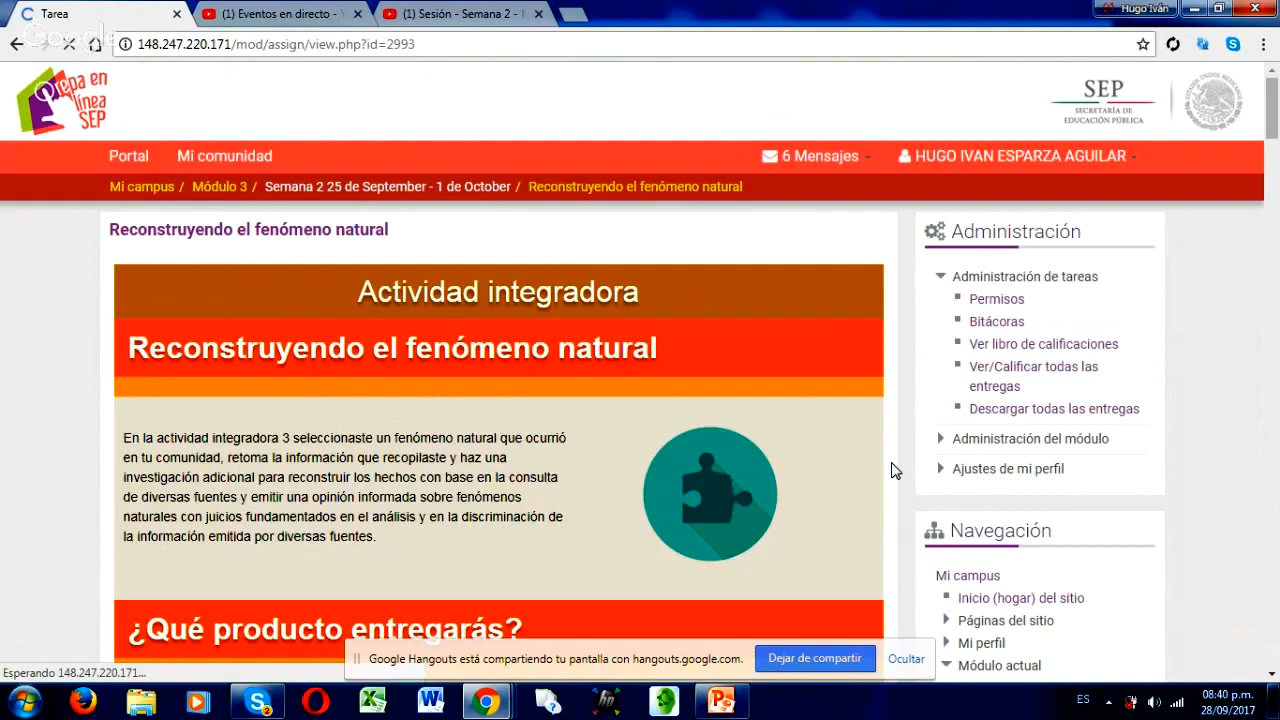 Tarea
(1) Eventos en directo -
(1) Sesión - Semana 2 -
Hugo Iván
Google
148.247.220.171/mod/assign/view.php?id=2993
Prepa en
línea
SEP
SEP
SECRETARÍA DE
EDUCACIÓN PÚBLICA
Portal
Mi comunidad
6 Mensajes
HUGO IVAN ESPARZA AGUILAR
Mi campus / Módulo 3 / Semana 2 25 de September - 1 de October / Reconstruyendo el fenómeno natural
Reconstruyendo el fenómeno natural
Actividad integradora
Reconstruyendo el fenómeno natural
En la actividad integradora 3 seleccionaste un fenómeno natural que ocurrió
en tu comunidad, retoma la información que recopilaste y haz una
investigación adicional para reconstruir los hechos con base en la consulta
de diversas fuentes y emitir una opinión informada sobre fenómenos
naturales con juicios fundamentados en el análisis y en la discriminación de
la información emitida por diversas fuentes.
¿Qué producto entregarás?
Administración
Administración de tareas
Permisos
Bitácoras
Ver libro de calificaciones
Ver/Calificar todas las
entregas
Descargar todas las entregas
Administración del módulo
Ajustes de mi perfil
Navegación
Mi campus
Inicio (hogar) del sitio
Páginas del sitio
Mi perfil
Módulo actual
Google Hangouts está compartiendo tu pantalla con hangouts.google.com.
Dejar de compartir
Ocultar
Esperando 148.247.220.171...
ES
08:40 p.m.
28/09/2017